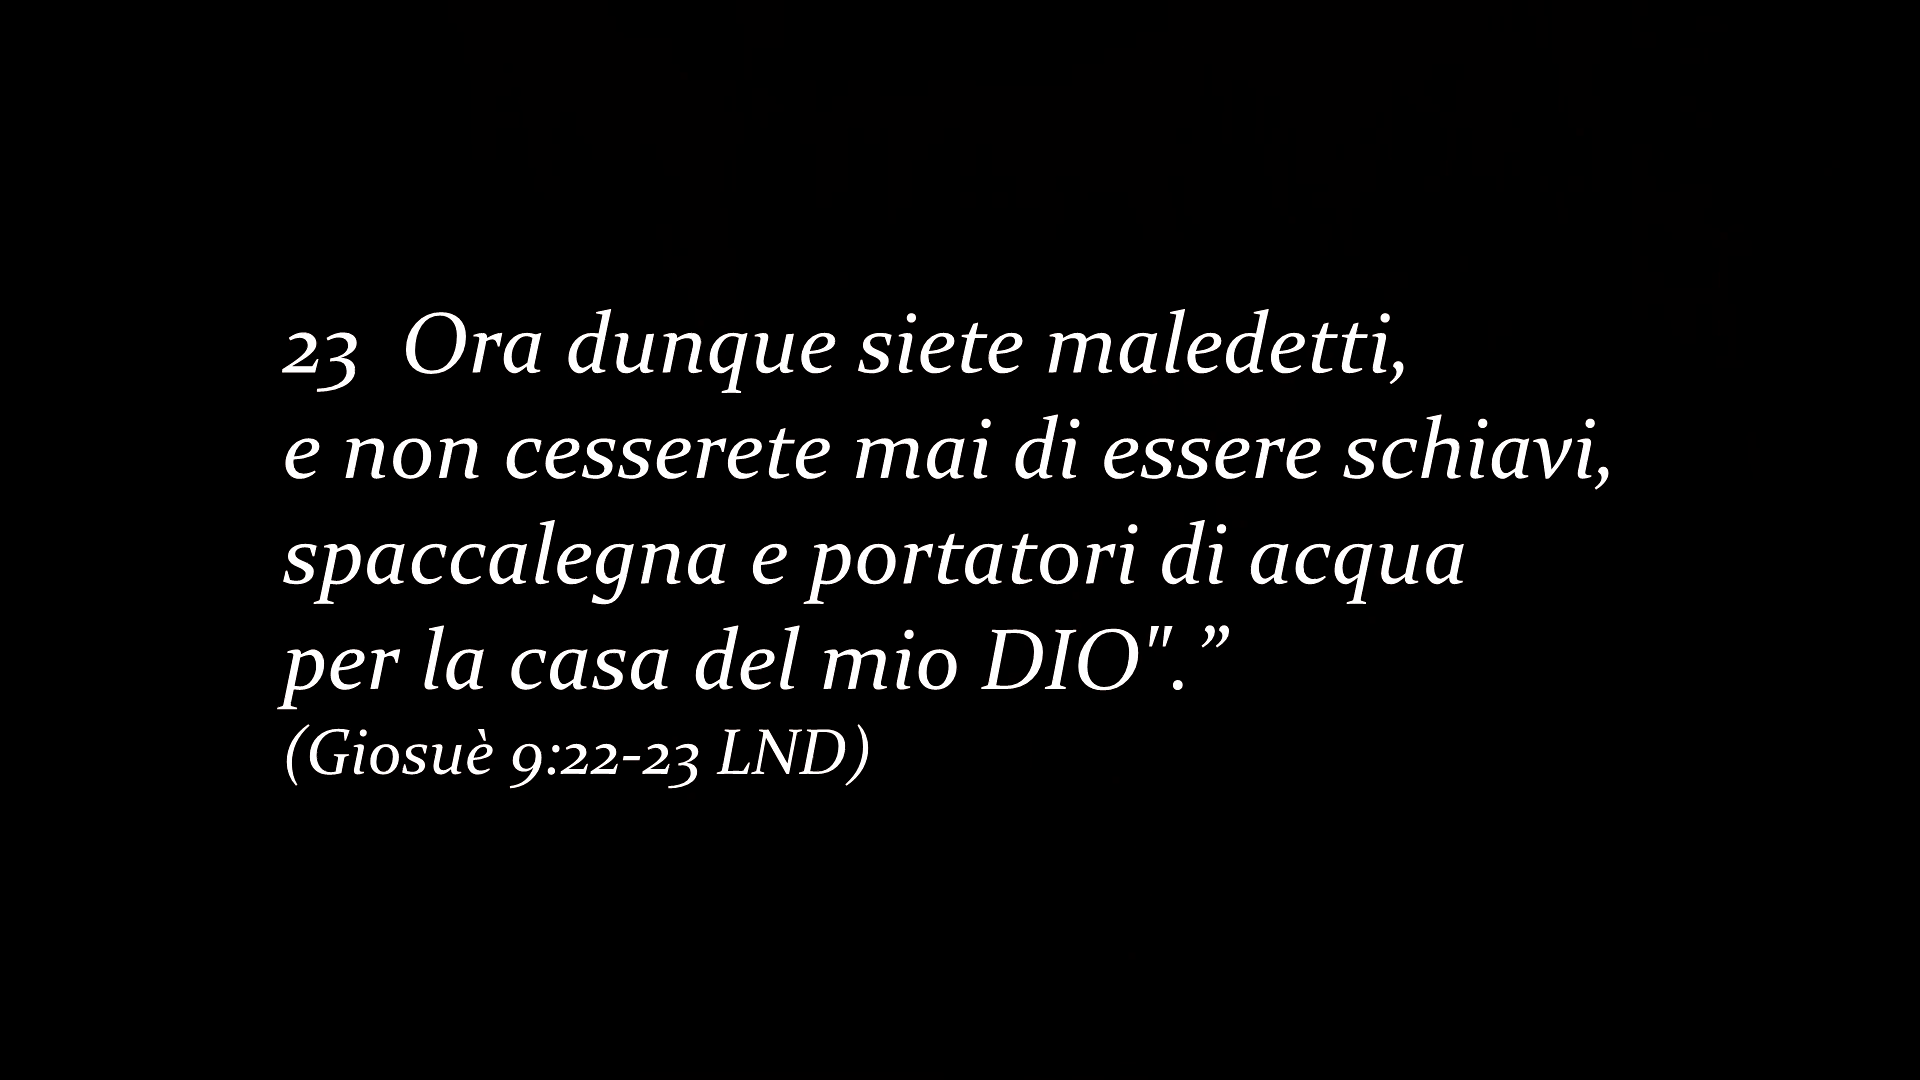 23  Ora dunque siete maledetti,
e non cesserete mai di essere schiavi,
spaccalegna e portatori di acqua
per la casa del mio DIO".”
(Giosuè 9:22-23 LND)